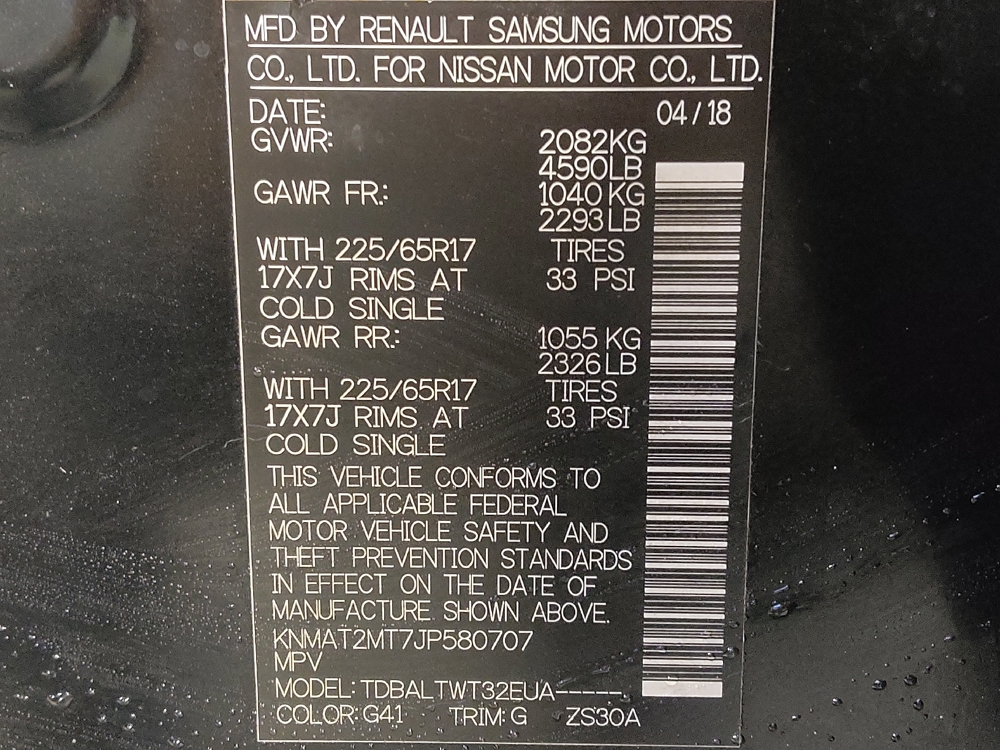 MFD BY RENAULT SAMSUNG MOTORS
CO., LTD. FOR NISSAN MOTOR CO., LTD.
DATE: 04/18
GVWR: 2082KG
4590LB
GAWR FR.: 1040 KG
2293LB
WITH 225/65R17 TIRES
17X7J RIMS AT 33 PSI
COLD SINGLE
GAWR RR.: 1055 KG
2326LB
WITH 225/65R17 TIRES
17X7J RIMS AT 33 PSI
COLD SINGLE
THIS VEHICLE CONFORMS TO
ALL APPLICABLE FEDERAL
MOTOR VEHICLE SAFETY AND
THEFT PREVENTION STANDARDS
IN EFFECT ON THE DATE OF
MANUFACTURE SHOWN ABOVE.
KNMAT2MT7JP580707
MPV
MODEL: TDBALTWT32EUA-----
COLOR: G41 TRIM: G ZS30A